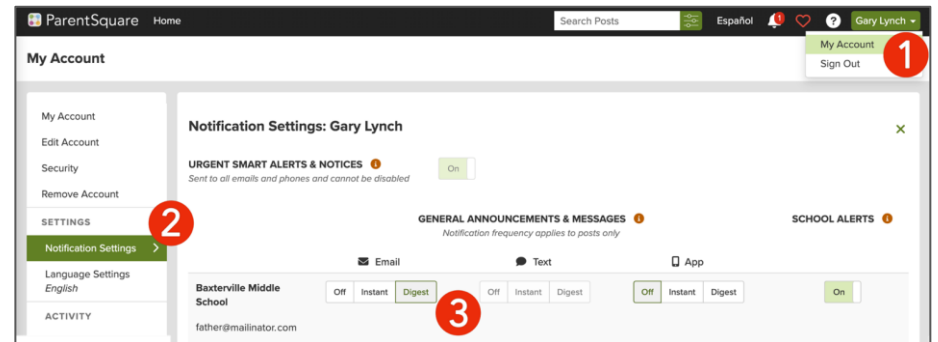 ParentSquare Home Search Posts Español 1 ? Gary Lynch
My Account
Sign Out
1
My Account
My Account
Edit Account
Security
Remove Account
SETTINGS
2
Notification Settings
Language Settings
English
ACTIVITY
Notification Settings: Gary Lynch
×
URGENT SMART ALERTS & NOTICES i
On
Sent to all emails and phones and cannot be disabled
GENERAL ANNOUNCEMENTS & MESSAGES i
Notification frequency applies to posts only
SCHOOL ALERTS i
Email Text App
Baxterville Middle
School
Off Instant Digest Off Instant Digest Off Instant Digest On
3
father@mailinator.com